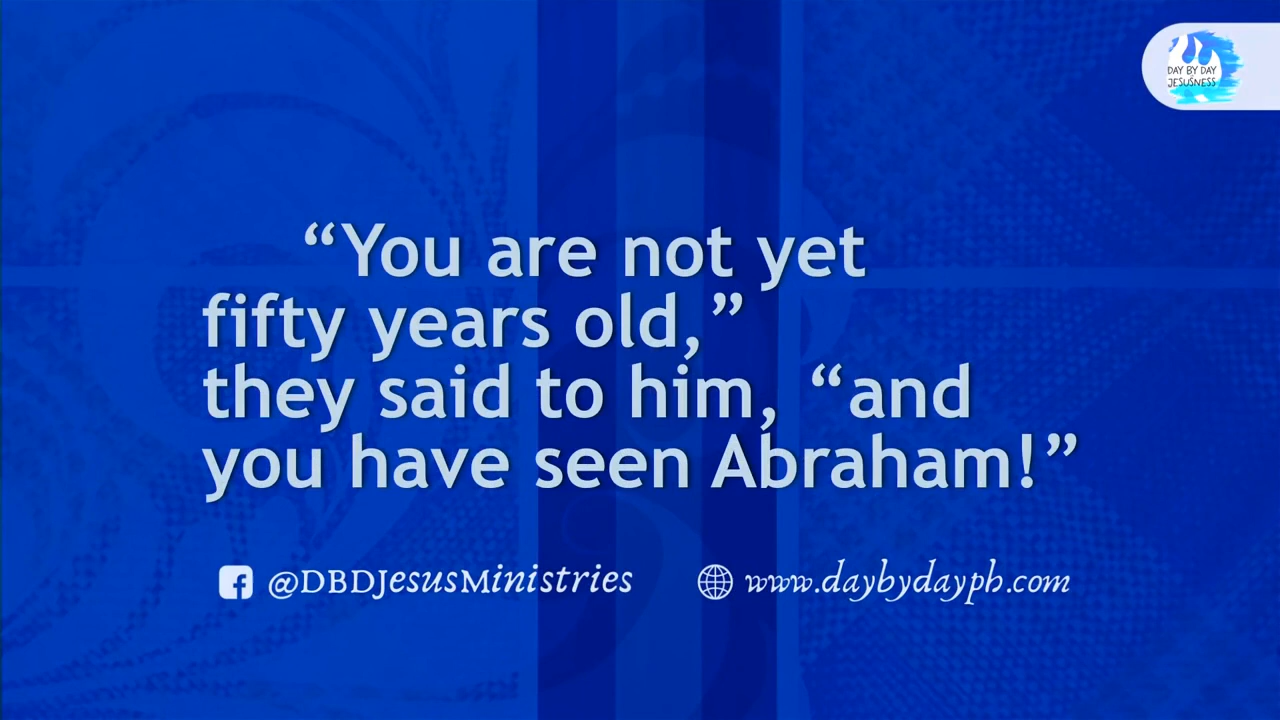 DAY BY DAY
JESUSNESS
“You are not yet
fifty years old,”
they said to him, “and
you have seen Abraham!”
@DBDJesusMinistries
www.daybydayph.com